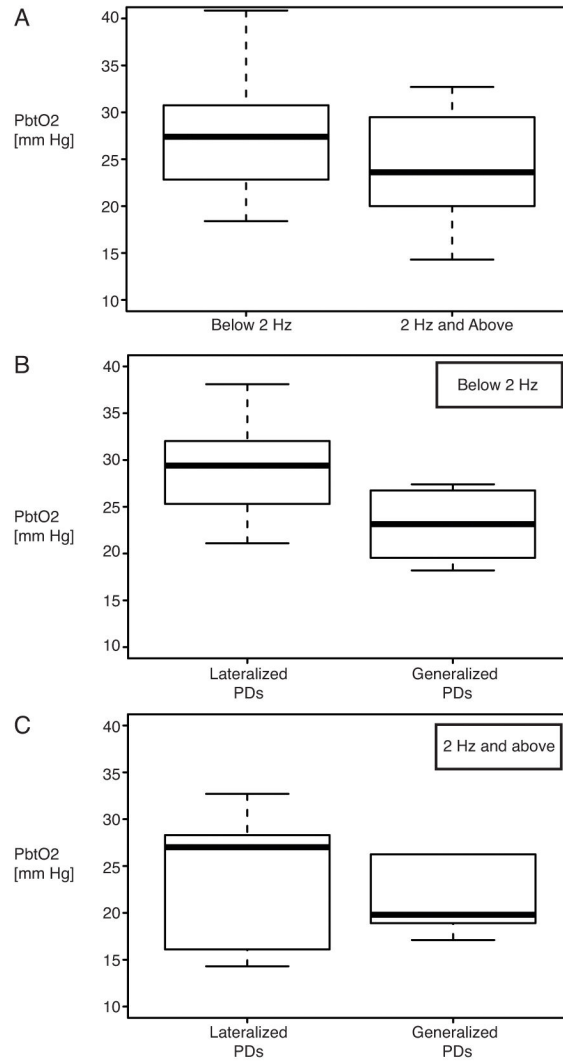 A
40
35
30
25
20
15
10
PbtO2
[mm Hg]
Below 2 Hz
2 Hz and Above
B
40
35
30
25
20
15
10
PbtO2
[mm Hg]
Below 2 Hz
Lateralized
PDs
Generalized
PDs
C
40
35
30
25
20
15
10
PbtO2
[mm Hg]
2 Hz and above
Lateralized
PDs
Generalized
PDs